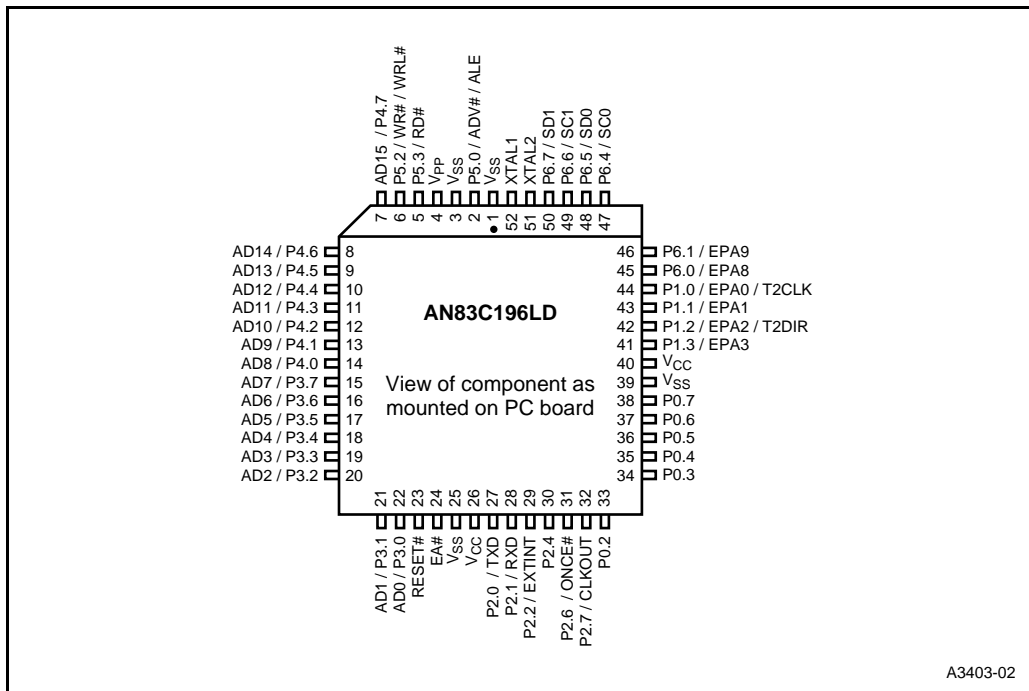 AD15 / P4.7
P5.2 / WR# / WRL#
P5.3 / RD#
VPP
VSS
P5.0 / ADV# / ALE
VSS
XTAL1
XTAL2
P6.7 / SD1
P6.6 / SC1
P6.5 / SD0
P6.4 / SC0
7 6 5 4 3 2 1 52 51 50 49 48 47
AD14 / P4.6 8
AD13 / P4.5 9
AD12 / P4.4 10
AD11 / P4.3 11
AD10 / P4.2 12
AD9 / P4.1 13
AD8 / P4.0 14
AD7 / P3.7 15
AD6 / P3.6 16
AD5 / P3.5 17
AD4 / P3.4 18
AD3 / P3.3 19
AD2 / P3.2 20
AN83C196LD
View of component as
mounted on PC board
46 P6.1 / EPA9
45 P6.0 / EPA8
44 P1.0 / EPA0 / T2CLK
43 P1.1 / EPA1
42 P1.2 / EPA2 / T2DIR
41 P1.3 / EPA3
40 VCC
39 VSS
38 P0.7
37 P0.6
36 P0.5
35 P0.4
34 P0.3
21 22 23 24 25 26 27 28 29 30 31 32 33
AD1 / P3.1
AD0 / P3.0
RESET#
EA#
VSS
VCC
P2.0 / TXD
P2.1 / RXD
P2.2 / EXTINT
P2.4
P2.6 / ONCE#
P2.7 / CLKOUT
P0.2
A3403-02